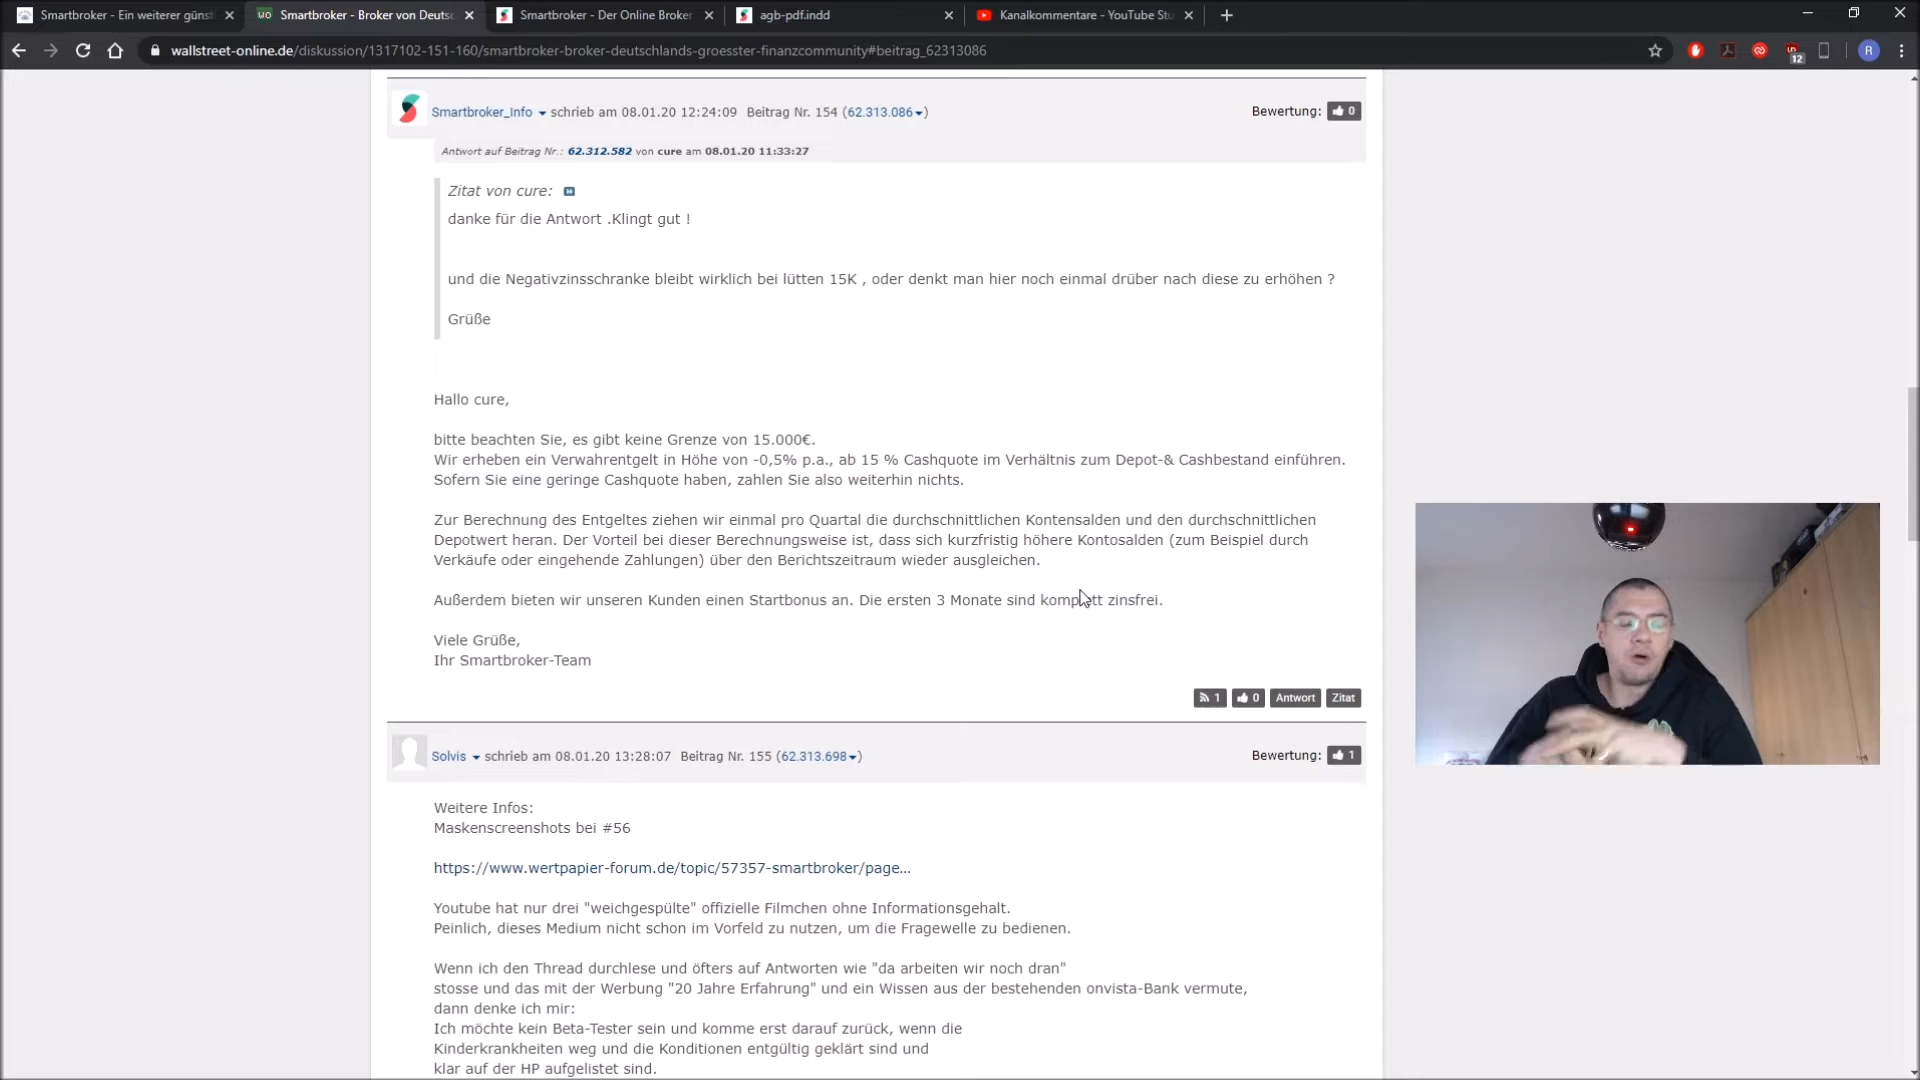 Smartbroker - Ein weiterer günst
Smartbroker - Broker von Deutsc
Smartbroker - Der Online Broker
agb-pdf.indd
Kanalkommentare - YouTube Stu
wallstreet-online.de/diskussion/1317102-151-160/smartbroker-broker-deutschlands-groesster-finanzcommunity#beitrag_62313086
12
R
Smartbroker_Info schrieb am 08.01.20 12:24:09 Beitrag Nr. 154 (62.313.086)
Bewertung: 0
Antwort auf Beitrag Nr.: 62.312.582 von cure am 08.01.20 11:33:27
Zitat von cure:
danke für die Antwort .Klingt gut !
und die Negativzinsschranke bleibt wirklich bei lütten 15K , oder denkt man hier noch einmal drüber nach diese zu erhöhen ?
Grüße
Hallo cure,
bitte beachten Sie, es gibt keine Grenze von 15.000€.
Wir erheben ein Verwahrentgelt in Höhe von -0,5% p.a., ab 15 % Cashquote im Verhältnis zum Depot-& Cashbestand einführen.
Sofern Sie eine geringe Cashquote haben, zahlen Sie also weiterhin nichts.
Zur Berechnung des Entgeltes ziehen wir einmal pro Quartal die durchschnittlichen Kontensalden und den durchschnittlichen
Depotwert heran. Der Vorteil bei dieser Berechnungsweise ist, dass sich kurzfristig höhere Kontosalden (zum Beispiel durch
Verkäufe oder eingehende Zahlungen) über den Berichtszeitraum wieder ausgleichen.
Außerdem bieten wir unseren Kunden einen Startbonus an. Die ersten 3 Monate sind komplett zinsfrei.
Viele Grüße,
Ihr Smartbroker-Team
1 0 Antwort Zitat
Solvis schrieb am 08.01.20 13:28:07 Beitrag Nr. 155 (62.313.698)
Bewertung: 1
Weitere Infos:
Maskenscreenshots bei #56
https://www.wertpapier-forum.de/topic/57357-smartbroker/page...
Youtube hat nur drei "weichgespülte" offizielle Filmchen ohne Informationsgehalt.
Peinlich, dieses Medium nicht schon im Vorfeld zu nutzen, um die Fragewelle zu bedienen.
Wenn ich den Thread durchlese und öfters auf Antworten wie "da arbeiten wir noch dran"
stosse und das mit der Werbung "20 Jahre Erfahrung" und ein Wissen aus der bestehenden onvista-Bank vermute,
dann denke ich mir:
Ich möchte kein Beta-Tester sein und komme erst darauf zurück, wenn die
Kinderkrankheiten weg und die Konditionen entgültig geklärt sind und
klar auf der HP aufgelistet sind.